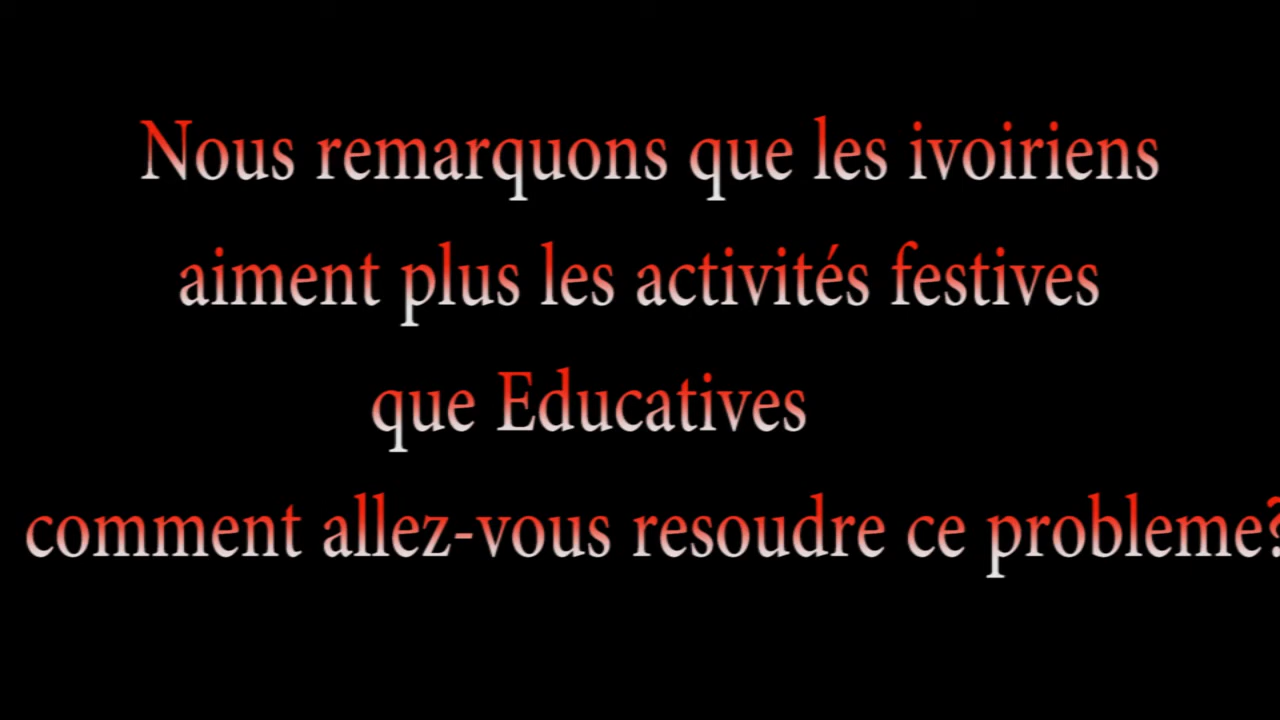 Nous remarquons que les ivoiriens
aiment plus les activités festives
que Educatives
comment allez-vous resoudre ce probleme?